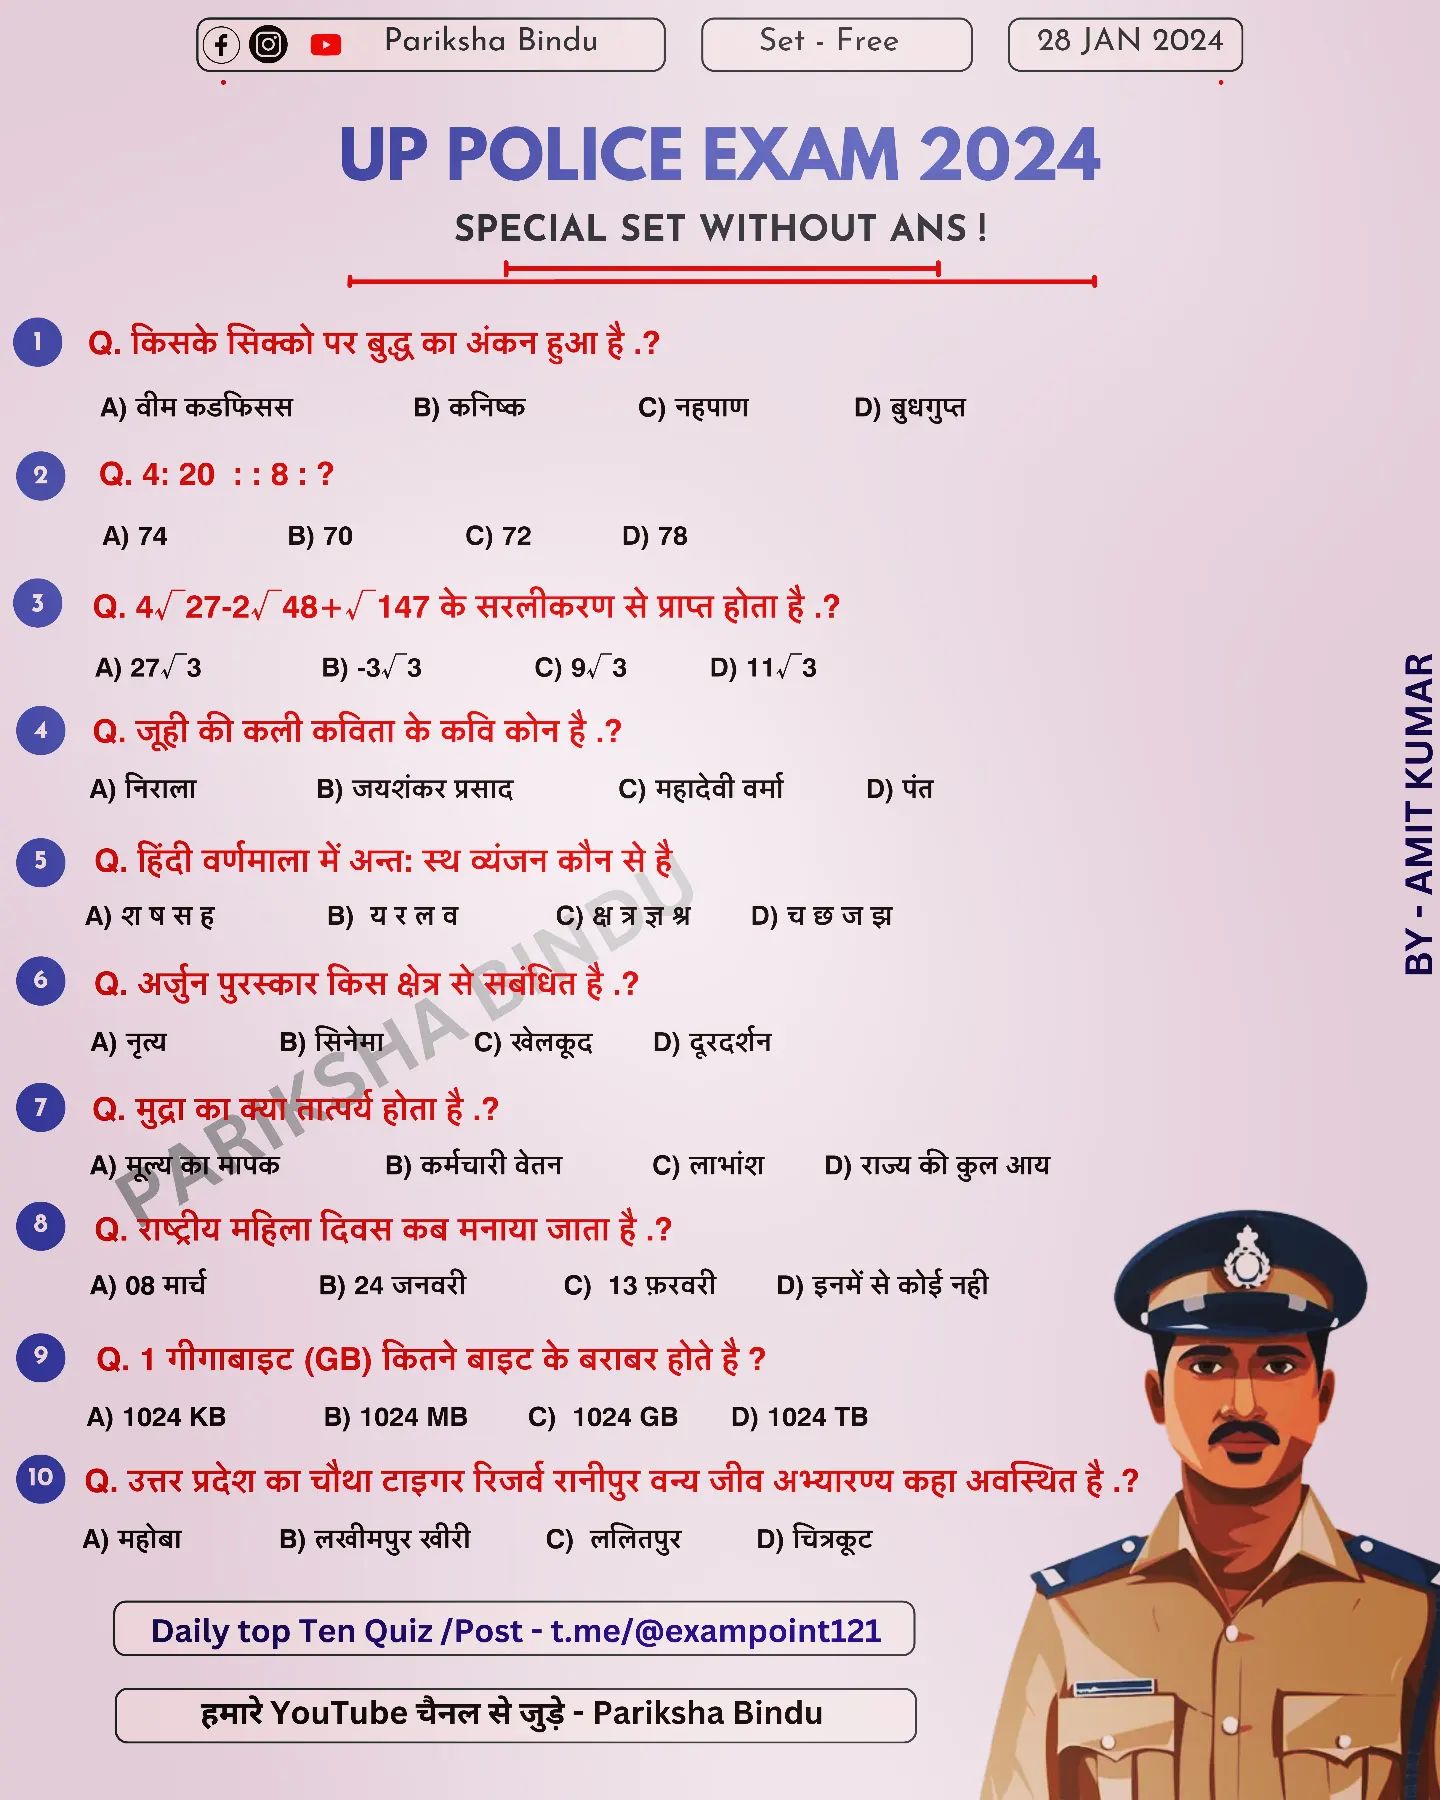 Pariksha Bindu
Set - Free
28 JAN 2024
UP POLICE EXAM 2024
SPECIAL SET WITHOUT ANS !
1 Q. किसके सिक्को पर बुद्ध का अंकन हुआ है .?
A) वीम कडफिसस B) कनिष्क C) नहपाण D) बुधगुप्त
2 Q. 4: 20 : : 8 : ?
A) 74 B) 70 C) 72 D) 78
3 Q. 4√27-2√48+√147 के सरलीकरण से प्राप्त होता है .?
A) 27√3 B) -3√3 C) 9√3 D) 11√3
4 Q. जूही की कली कविता के कवि कोन है .?
A) निराला B) जयशंकर प्रसाद C) महादेवी वर्मा D) पंत
5 Q. हिंदी वर्णमाला में अन्त: स्थ व्यंजन कौन से है
A) श ष स ह B) य र ल व C) क्ष त्र ज्ञ श्र D) च छ ज झ
6 Q. अर्जुन पुरस्कार किस क्षेत्र से सबंधित है .?
A) नृत्य B) सिनेमा C) खेलकूद D) दूरदर्शन
7 Q. मुद्रा का क्या तात्पर्य होता है .?
A) मूल्य का मापक B) कर्मचारी वेतन C) लाभांश D) राज्य की कुल आय
8 Q. राष्ट्रीय महिला दिवस कब मनाया जाता है .?
A) 08 मार्च B) 24 जनवरी C) 13 फ़रवरी D) इनमें से कोई नही
9 Q. 1 गीगाबाइट (GB) कितने बाइट के बराबर होते है ?
A) 1024 KB B) 1024 MB C) 1024 GB D) 1024 TB
10 Q. उत्तर प्रदेश का चौथा टाइगर रिजर्व रानीपुर वन्य जीव अभ्यारण्य कहा अवस्थित है .?
A) महोबा B) लखीमपुर खीरी C) ललितपुर D) चित्रकूट
Daily top Ten Quiz /Post - t.me/@exampoint121
हमारे YouTube चैनल से जुड़े - Pariksha Bindu
BY - AMIT KUMAR
PARIKSHA BINDU